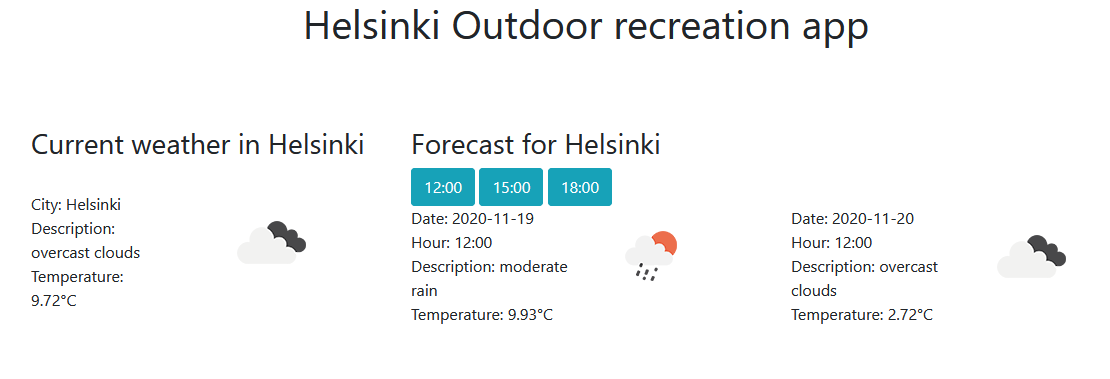 Helsinki Outdoor recreation app
Current weather in Helsinki
City: Helsinki
Description:
overcast clouds
Temperature:
9.72°C
Forecast for Helsinki
12:00 15:00 18:00
Date: 2020-11-19
Hour: 12:00
Description: moderate
rain
Temperature: 9.93°C
Date: 2020-11-20
Hour: 12:00
Description: overcast
clouds
Temperature: 2.72°C